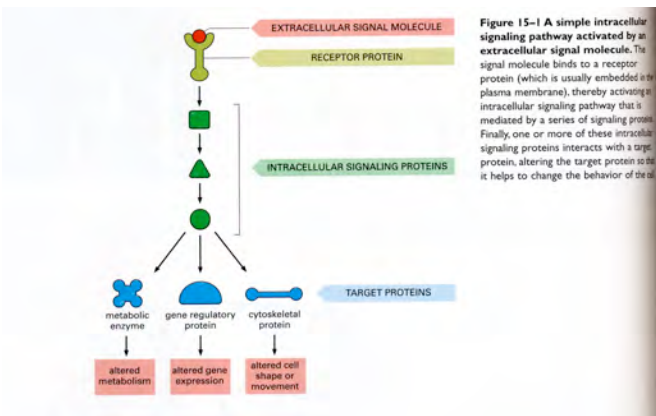 EXTRACELLULAR SIGNAL MOLECULE
RECEPTOR PROTEIN
INTRACELLULAR SIGNALING PROTEINS
TARGET PROTEINS
metabolic
enzyme
gene regulatory
protein
cytoskeletal
protein
altered
metabolism
altered gene
expression
altered cell
shape or
movement
Figure 15–1 A simple intracellular
signaling pathway activated by an
extracellular signal molecule. The
signal molecule binds to a receptor
protein (which is usually embedded in the
plasma membrane), thereby activating an
intracellular signaling pathway that is
mediated by a series of signaling proteins.
Finally, one or more of these intracellular
signaling proteins interacts with a target
protein, altering the target protein so that
it helps to change the behavior of the cell